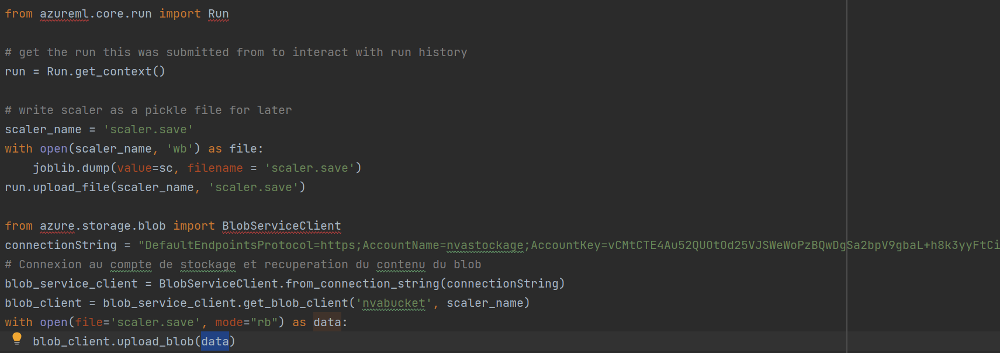 from azureml.core.run import Run
# get the run this was submitted from to interact with run history
run = Run.get_context()
# write scaler as a pickle file for later
scaler_name = 'scaler.save'
with open(scaler_name, 'wb') as file:
    joblib.dump(value=sc, filename = 'scaler.save')
run.upload_file(scaler_name, 'scaler.save')
from azure.storage.blob import BlobServiceClient
connectionString = "DefaultEndpointsProtocol=https;AccountName=nvastockage;AccountKey=vCMtCTE4Au52QUOtOd25VJSWeWoPzBQwDgSa2bpV9gbaL+h8k3yyFtCi
# Connexion au compte de stockage et recuperation du contenu du blob
blob_service_client = BlobServiceClient.from_connection_string(connectionString)
blob_client = blob_service_client.get_blob_client('nvabucket', scaler_name)
with open(file='scaler.save', mode="rb") as data:
    blob_client.upload_blob(data)